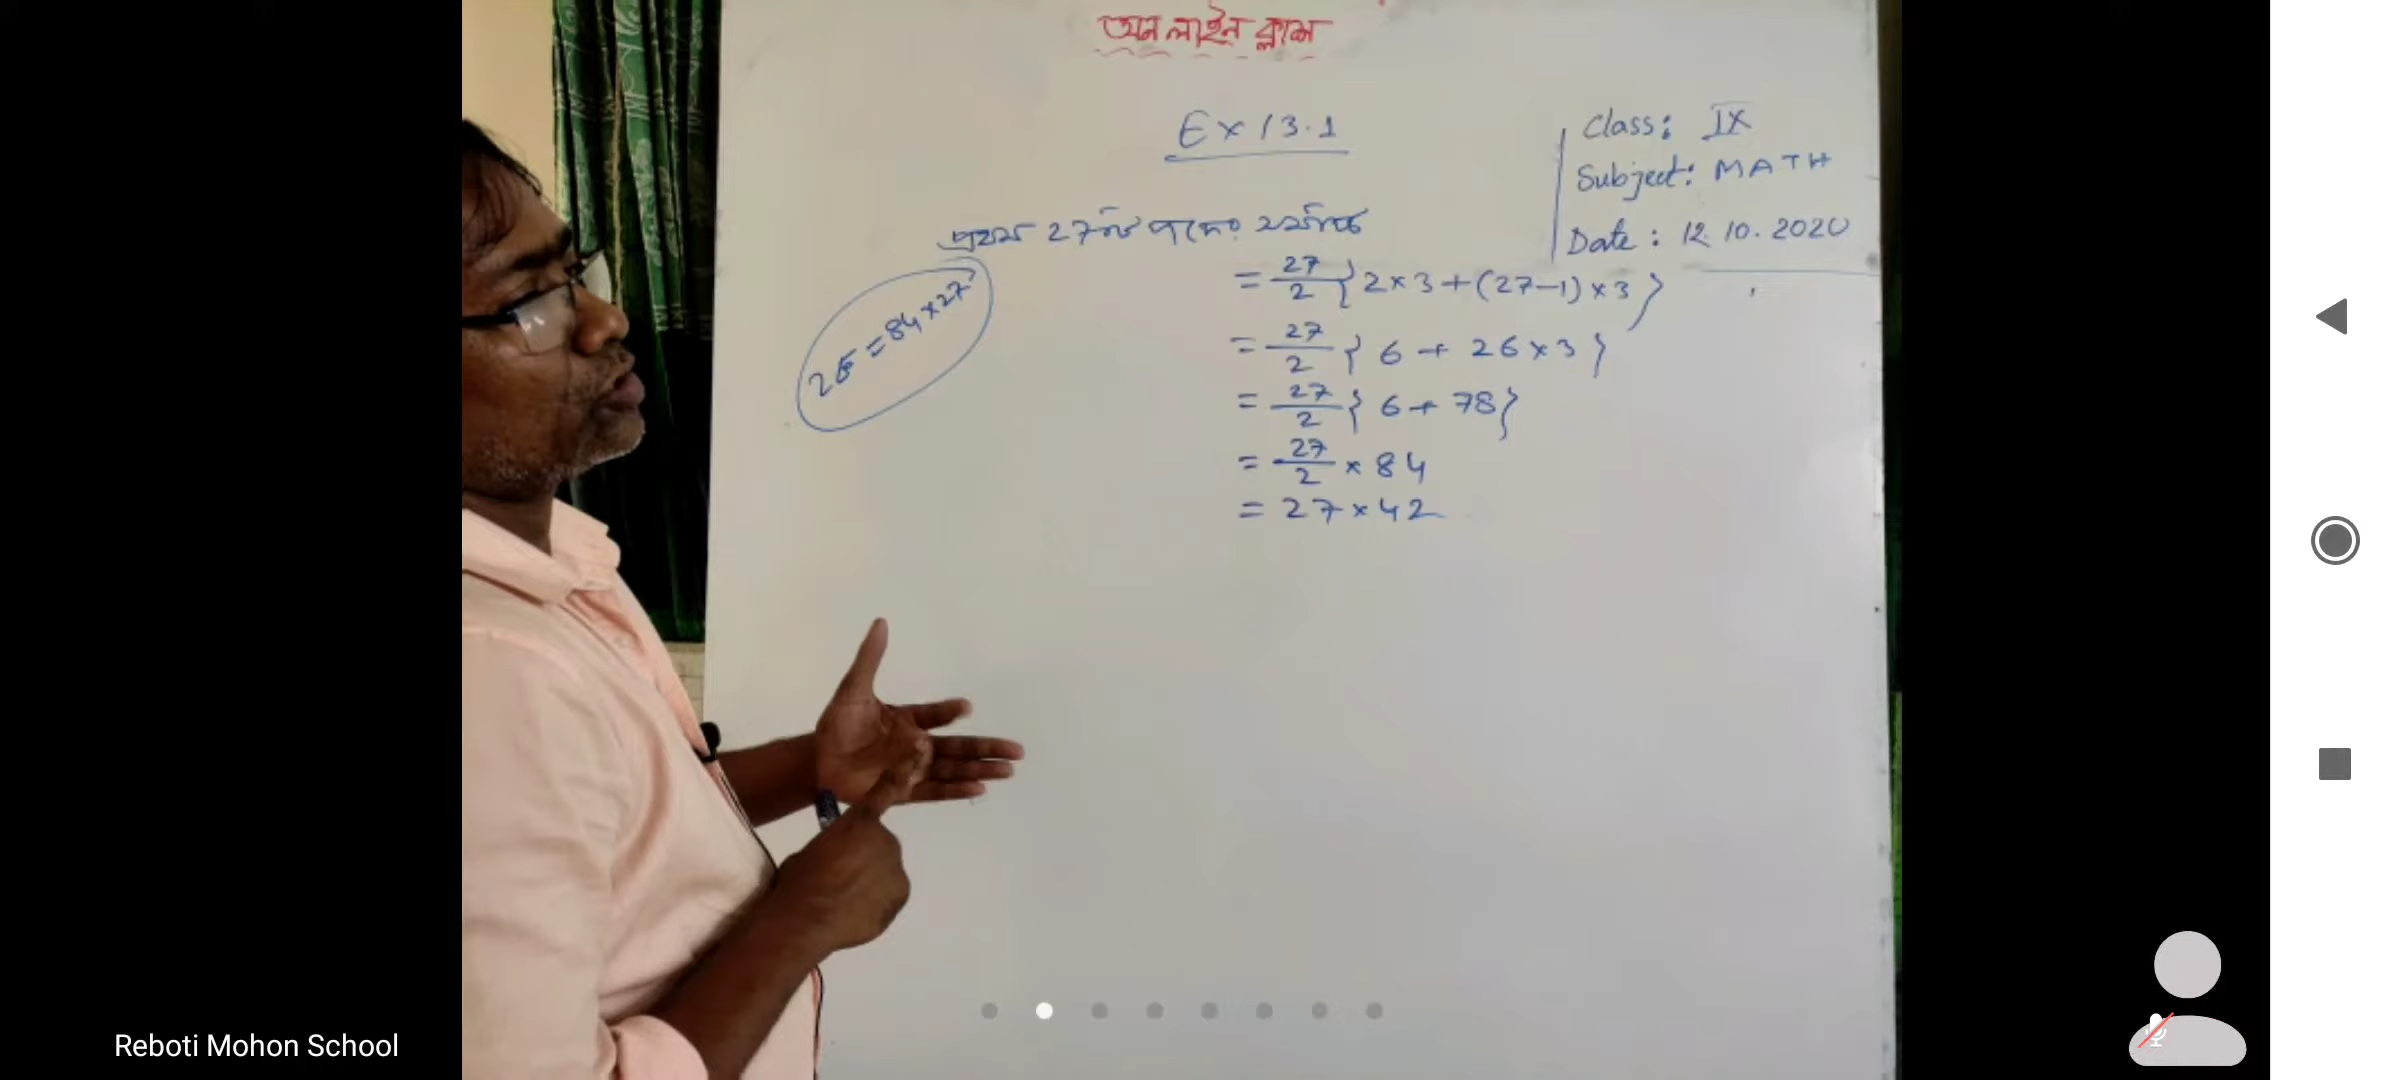 অন লাইন ক্লাশ
Ex 13.1
Class: IX
Subject: MATH
Date: 12.10.2020
প্রথম 27টি পদের সমষ্টি
= 27/2 {2×3+(27-1)×3}
= 27/2 { 6 + 26×3 }
= 27/2 { 6 + 78}
= 27/2 × 84
= 27×42
= 84×27
Reboti Mohon School